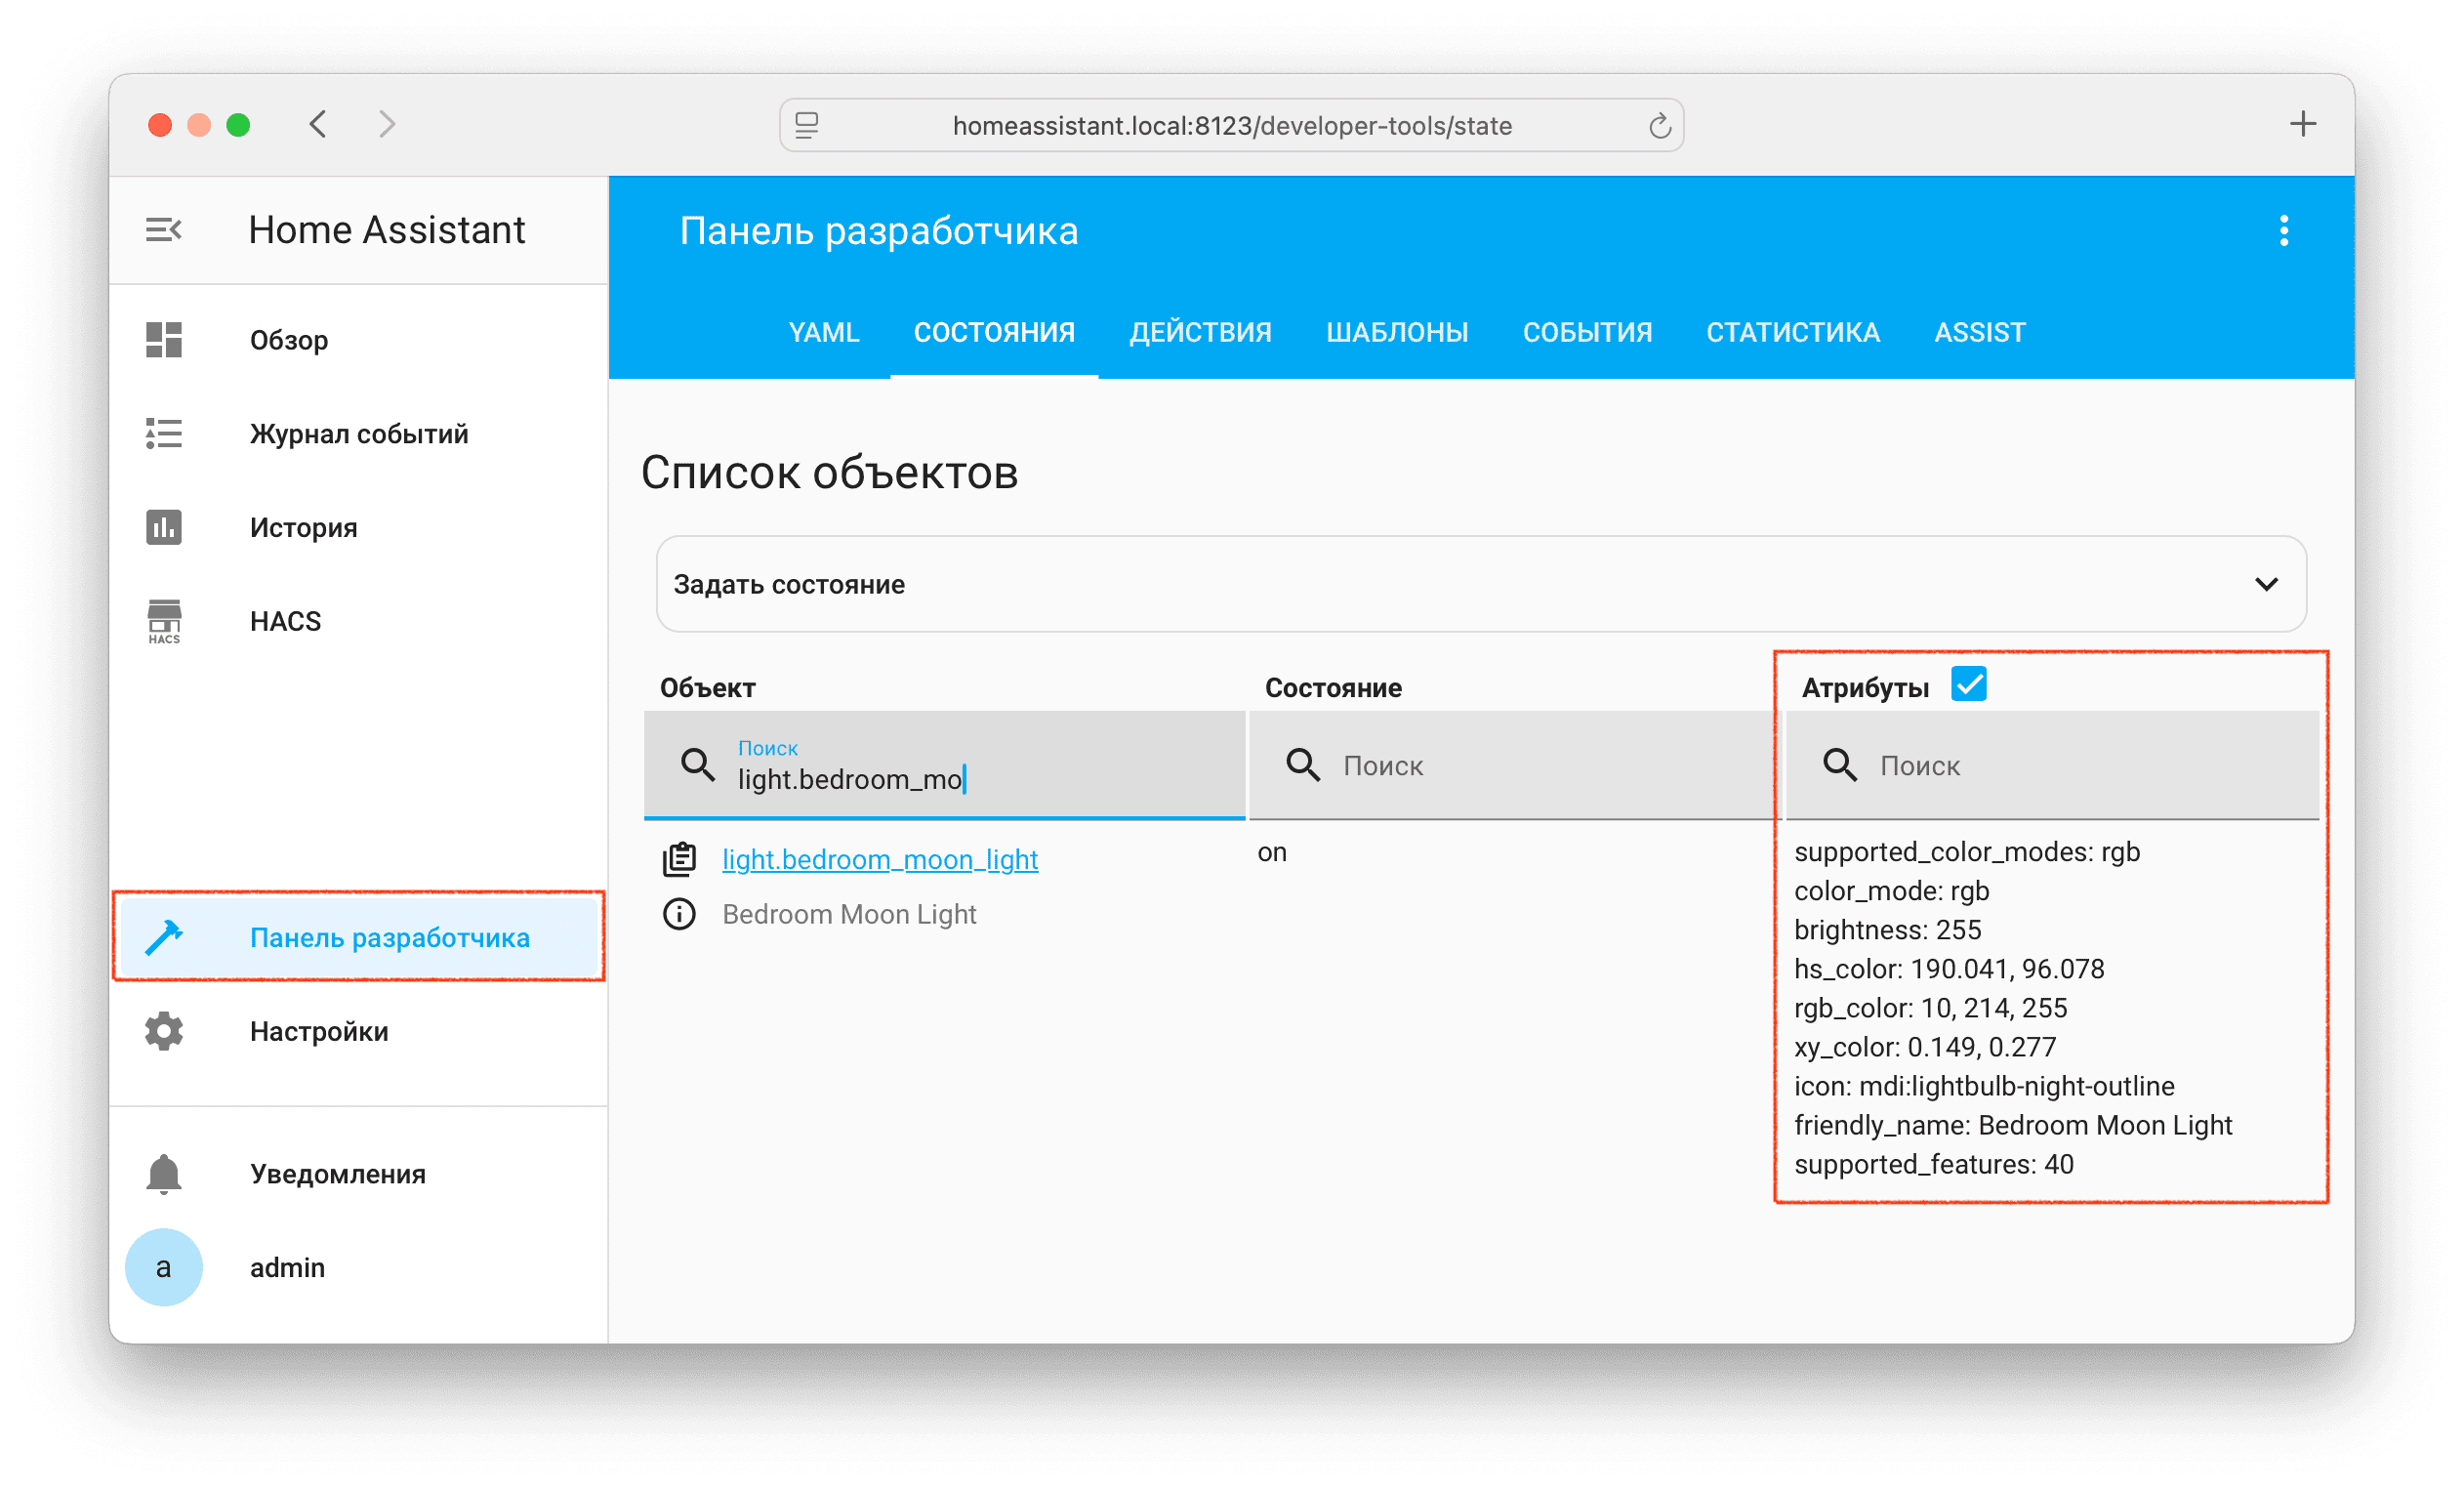 homeassistant.local:8123/developer-tools/state
Home Assistant
Обзор
Журнал событий
История
HACS
HACS
Панель разработчика
Настройки
Уведомления
a
admin
Панель разработчика
YAML СОСТОЯНИЯ ДЕЙСТВИЯ ШАБЛОНЫ СОБЫТИЯ СТАТИСТИКА ASSIST
Список объектов
Задать состояние
Объект Состояние Атрибуты
Поиск
light.bedroom_mo
Поиск
Поиск
light.bedroom_moon_light
Bedroom Moon Light
on
supported_color_modes: rgb
color_mode: rgb
brightness: 255
hs_color: 190.041, 96.078
rgb_color: 10, 214, 255
xy_color: 0.149, 0.277
icon: mdi:lightbulb-night-outline
friendly_name: Bedroom Moon Light
supported_features: 40